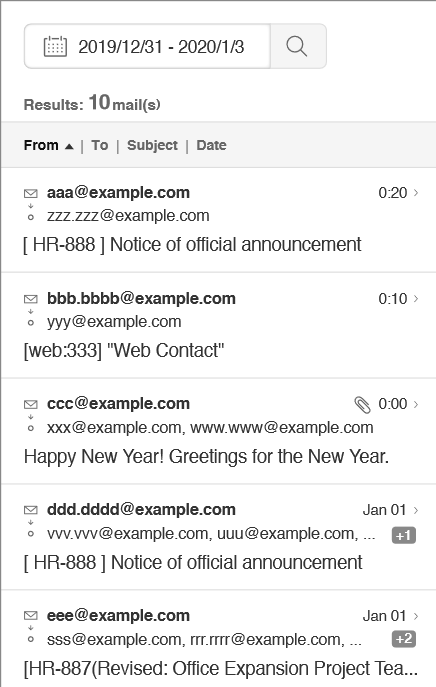 2019/12/31 - 2020/1/3
Results: 10 mail(s)
From ▲ | To | Subject | Date
aaa@example.com 0:20 >
zzz.zzz@example.com
[ HR-888 ] Notice of official announcement
bbb.bbbb@example.com 0:10 >
yyy@example.com
[web:333] "Web Contact"
ccc@example.com 0:00 >
xxx@example.com, www.www@example.com
Happy New Year! Greetings for the New Year.
ddd.dddd@example.com Jan 01 >
vvv.vvv@example.com, uuu@example.com, ... +1
[ HR-888 ] Notice of official announcement
eee@example.com Jan 01 >
sss@example.com, rrr.rrrr@example.com, ... +2
[HR-887(Revised: Office Expansion Project Tea...